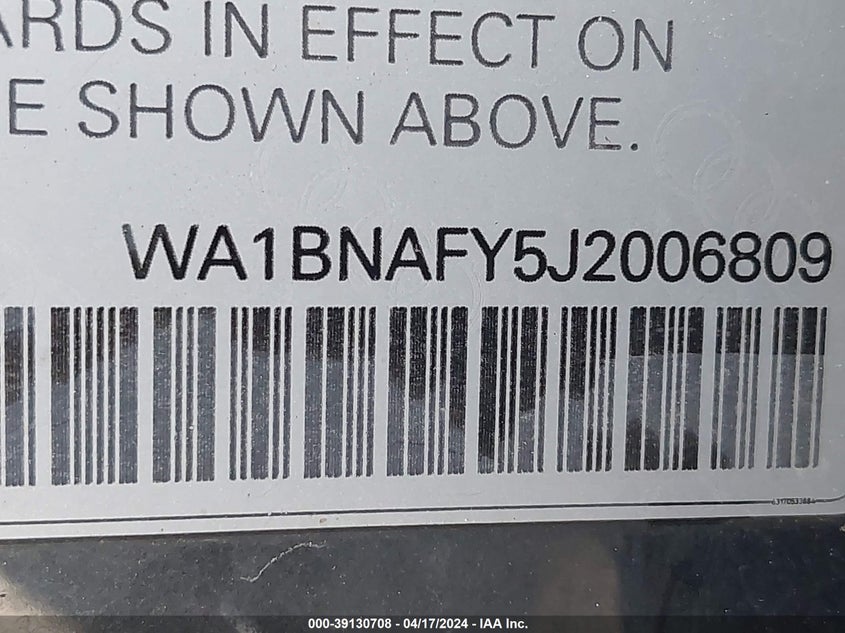 ARDS IN EFFECT ON
E SHOWN ABOVE.
WA1BNAFY5J2006809
000-39130708 - 04/17/2024 - IAA Inc.